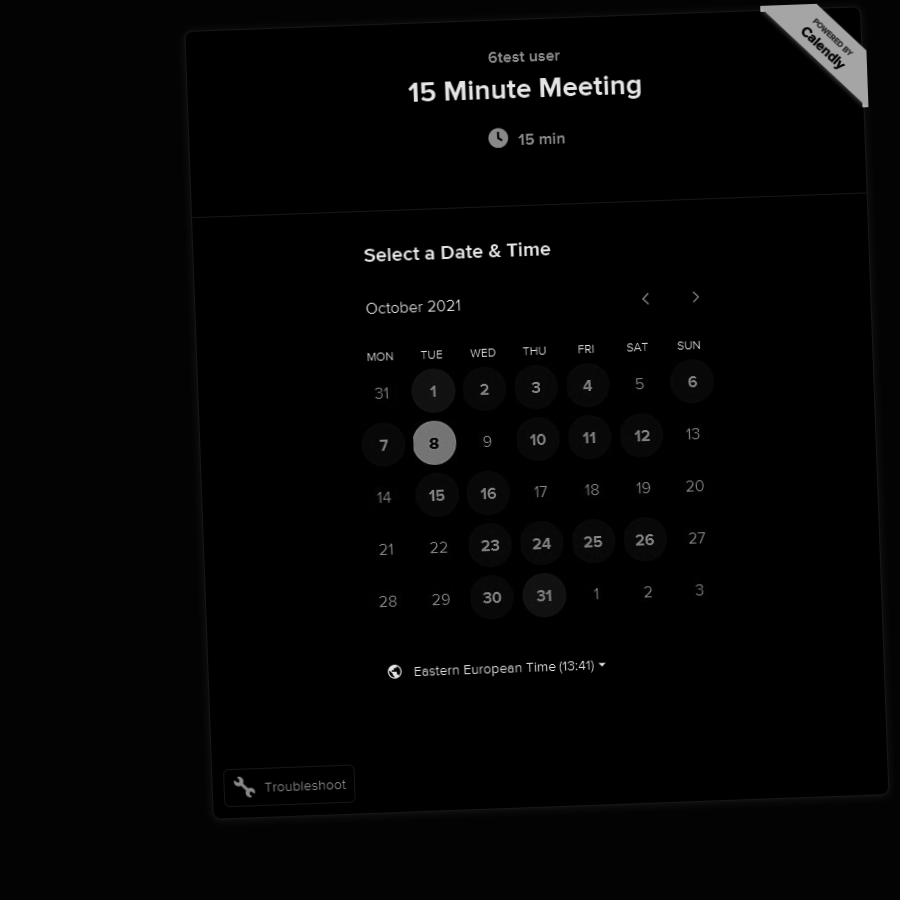 POWERED BY
Calendly
6test user
15 Minute Meeting
15 min
Select a Date & Time
October 2021
MON TUE WED THU FRI SAT SUN
31 1 2 3 4 5 6
7 8 9 10 11 12 13
14 15 16 17 18 19 20
21 22 23 24 25 26 27
28 29 30 31 1 2 3
Eastern European Time (13:41)
Troubleshoot